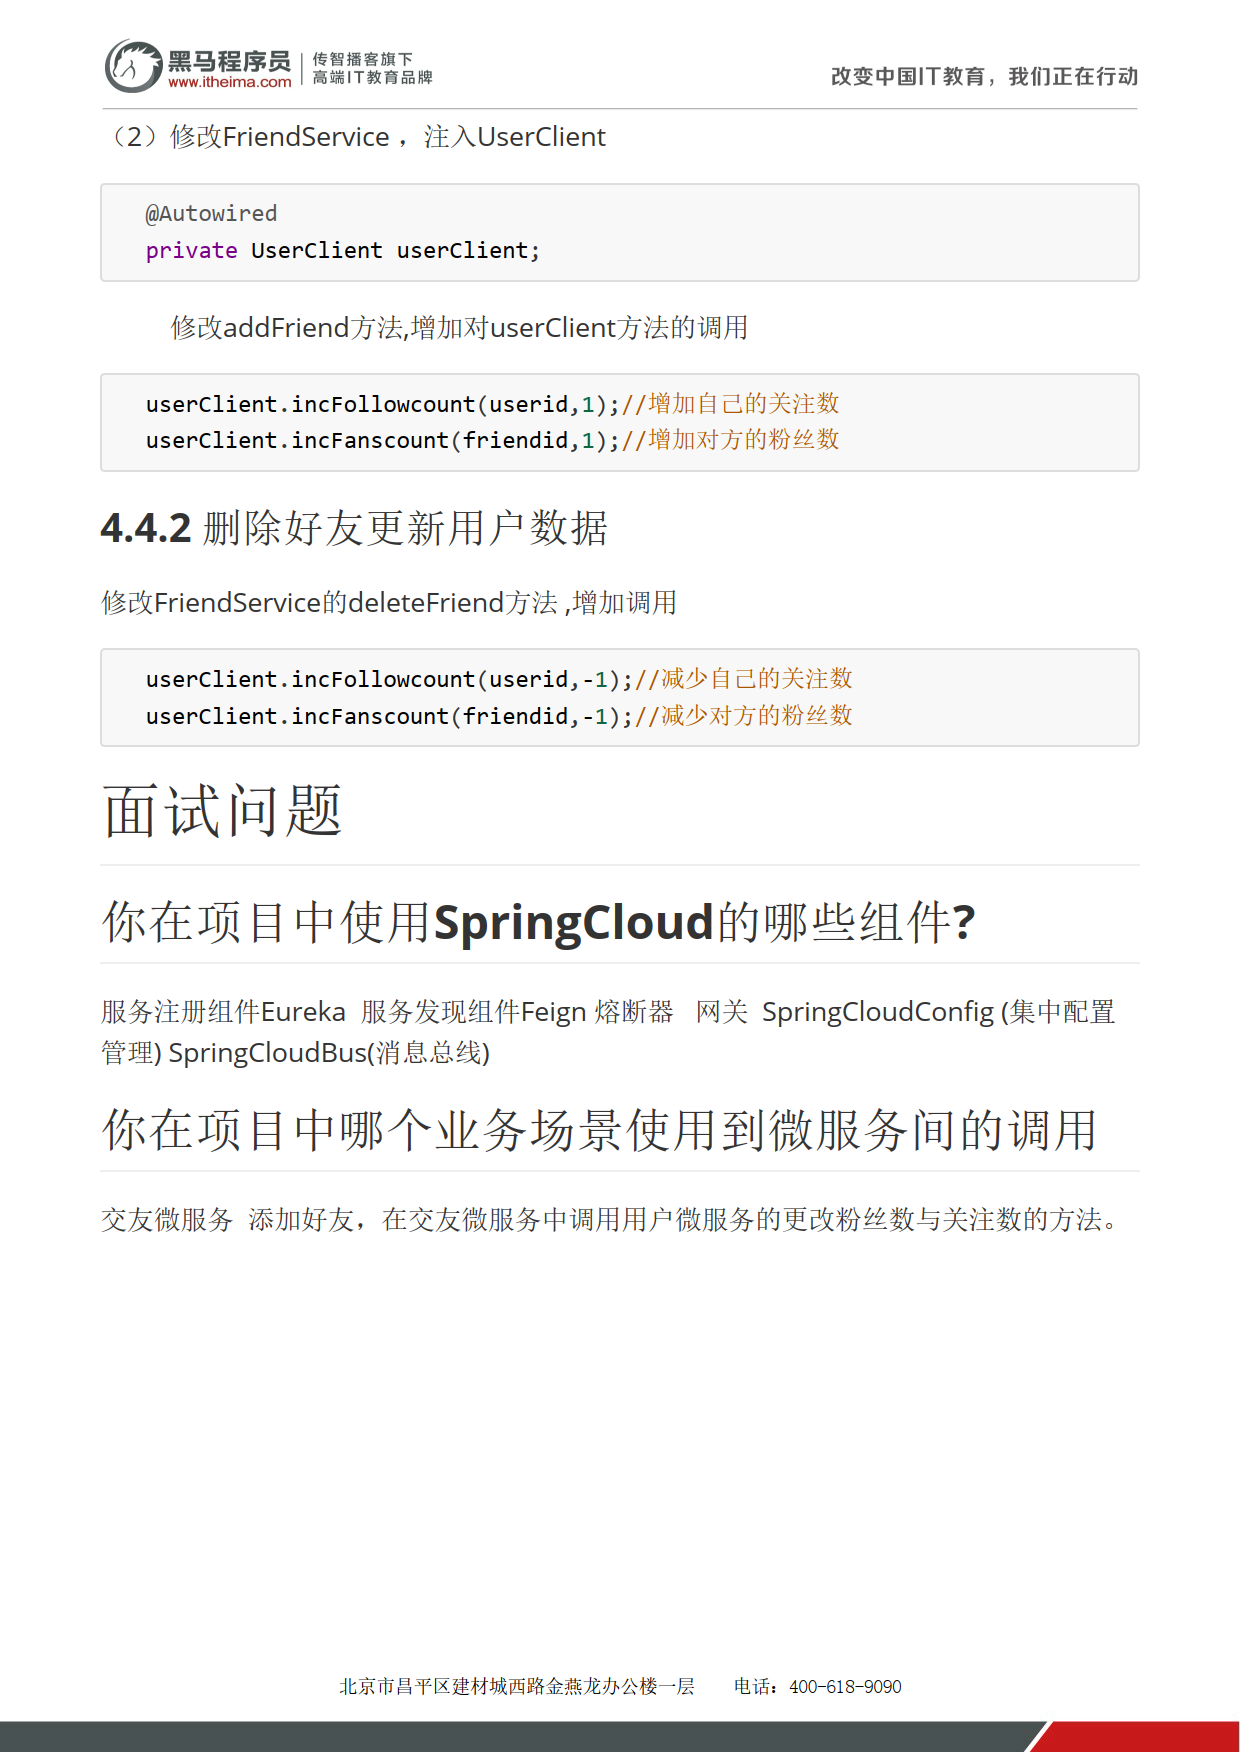 黑马程序员
www.itheima.com
传智播客旗下
高端IT教育品牌
改变中国IT教育，我们正在行动
（2）修改FriendService ，注入UserClient
@Autowired
private UserClient userClient;
修改addFriend方法,增加对userClient方法的调用
userClient.incFollowcount(userid,1);//增加自己的关注数
userClient.incFanscount(friendid,1);//增加对方的粉丝数
4.4.2 删除好友更新用户数据
修改FriendService的deleteFriend方法 ,增加调用
userClient.incFollowcount(userid,-1);//减少自己的关注数
userClient.incFanscount(friendid,-1);//减少对方的粉丝数
面试问题
你在项目中使用SpringCloud的哪些组件?
服务注册组件Eureka 服务发现组件Feign 熔断器 网关 SpringCloudConfig (集中配置
管理) SpringCloudBus(消息总线)
你在项目中哪个业务场景使用到微服务间的调用
交友微服务 添加好友，在交友微服务中调用用户微服务的更改粉丝数与关注数的方法。
北京市昌平区建材城西路金燕龙办公楼一层 电话：400-618-9090